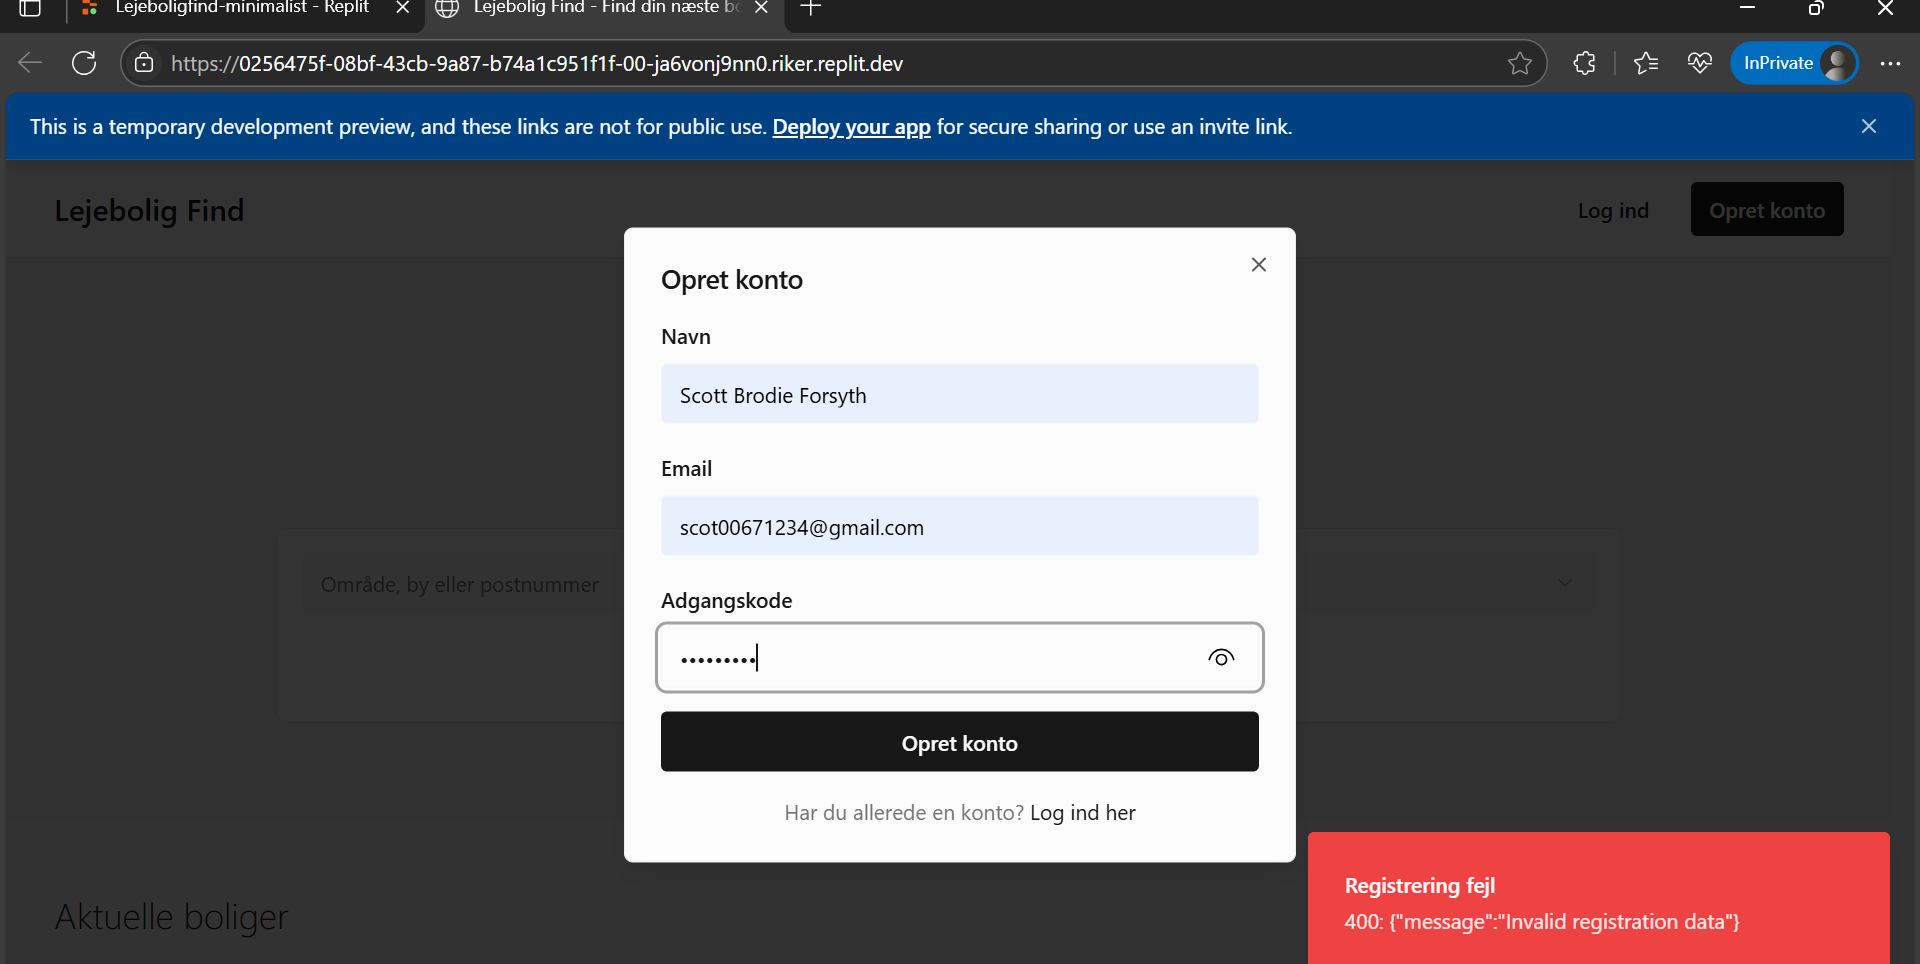 Lejeboligfind-minimalist - Replit
Lejebolig Find - Find din næste bo
https://0256475f-08bf-43cb-9a87-b74a1c951f1f-00-ja6vonj9nn0.riker.replit.dev
InPrivate
This is a temporary development preview, and these links are not for public use. Deploy your app for secure sharing or use an invite link.
Lejebolig Find
Log ind
Opret konto
Opret konto
Navn
Scott Brodie Forsyth
Email
scot00671234@gmail.com
Område, by eller postnummer
Adgangskode
•••••••••
Opret konto
Har du allerede en konto? Log ind her
Registrering fejl
400: {"message":"Invalid registration data"}
Aktuelle boliger